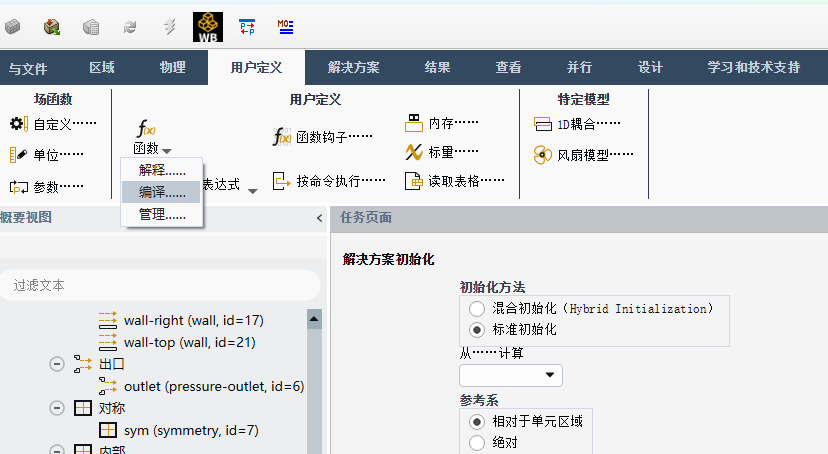 WB
P
P
MO
与文件 区域 物理 用户定义 解决方案 结果 查看 并行 设计 学习和技术支持
场函数 用户定义 特定模型
自定义…… f(x) 函数钩子…… 内存…… 1D耦合……
单位…… 函数 标量…… 风扇模型……
参数…… 表达式 按命令执行…… 读取表格……
解释......
编译......
管理......
概要视图 < 任务页面
过滤文本
wall-right (wall, id=17)
wall-top (wall, id=21)
出口
outlet (pressure-outlet, id=6)
对称
sym (symmetry, id=7)
内部
解决方案初始化
初始化方法
混合初始化（Hybrid Initialization）
标准初始化
从……计算
参考系
相对于单元区域
绝对